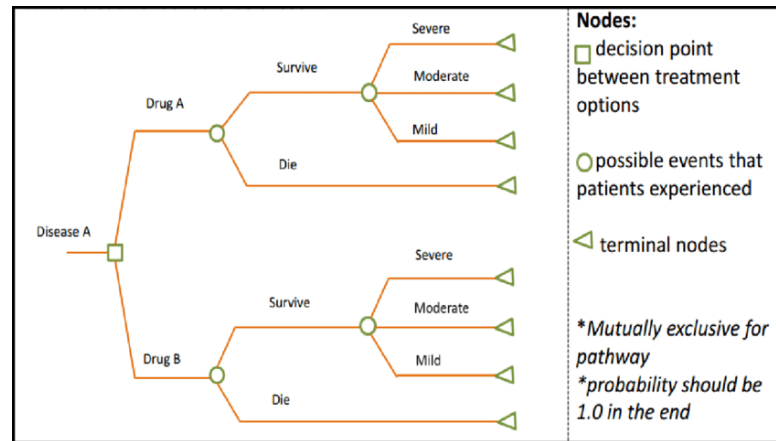 Severe
Survive
Moderate
Drug A
Mild
Die
Disease A
Severe
Survive
Moderate
Mild
Drug B
Die
Nodes:
decision point
between treatment
options
possible events that
patients experienced
terminal nodes
*Mutually exclusive for
pathway
*probability should be
1.0 in the end